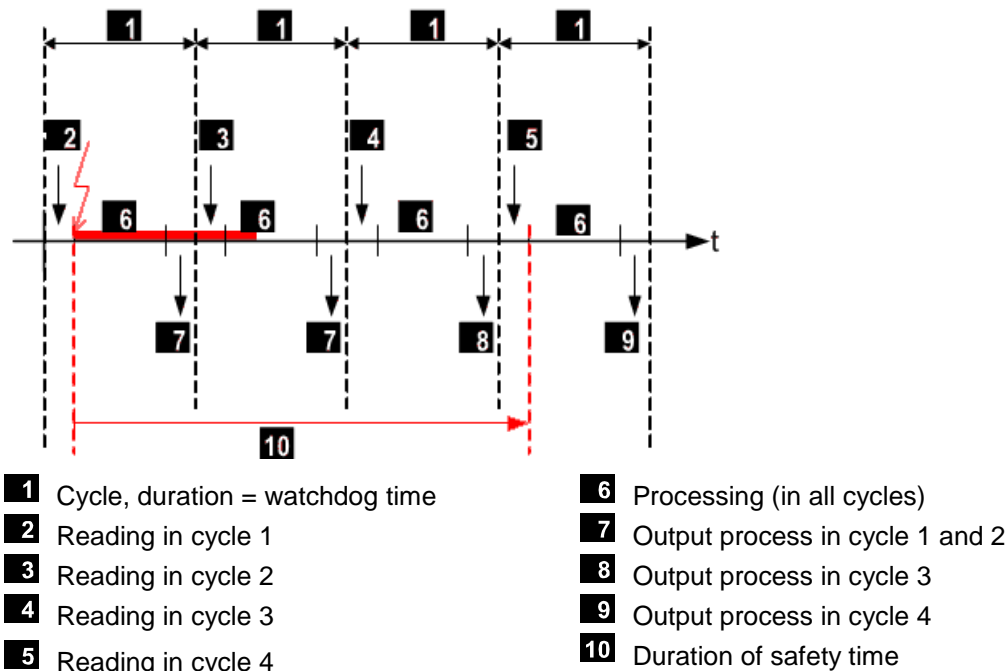 1 1 1 1
2 3 4 5
6 6 6 6
t
7 7 8 9
10
1 Cycle, duration = watchdog time
2 Reading in cycle 1
3 Reading in cycle 2
4 Reading in cycle 3
5 Reading in cycle 4
6 Processing (in all cycles)
7 Output process in cycle 1 and 2
8 Output process in cycle 3
9 Output process in cycle 4
10 Duration of safety time